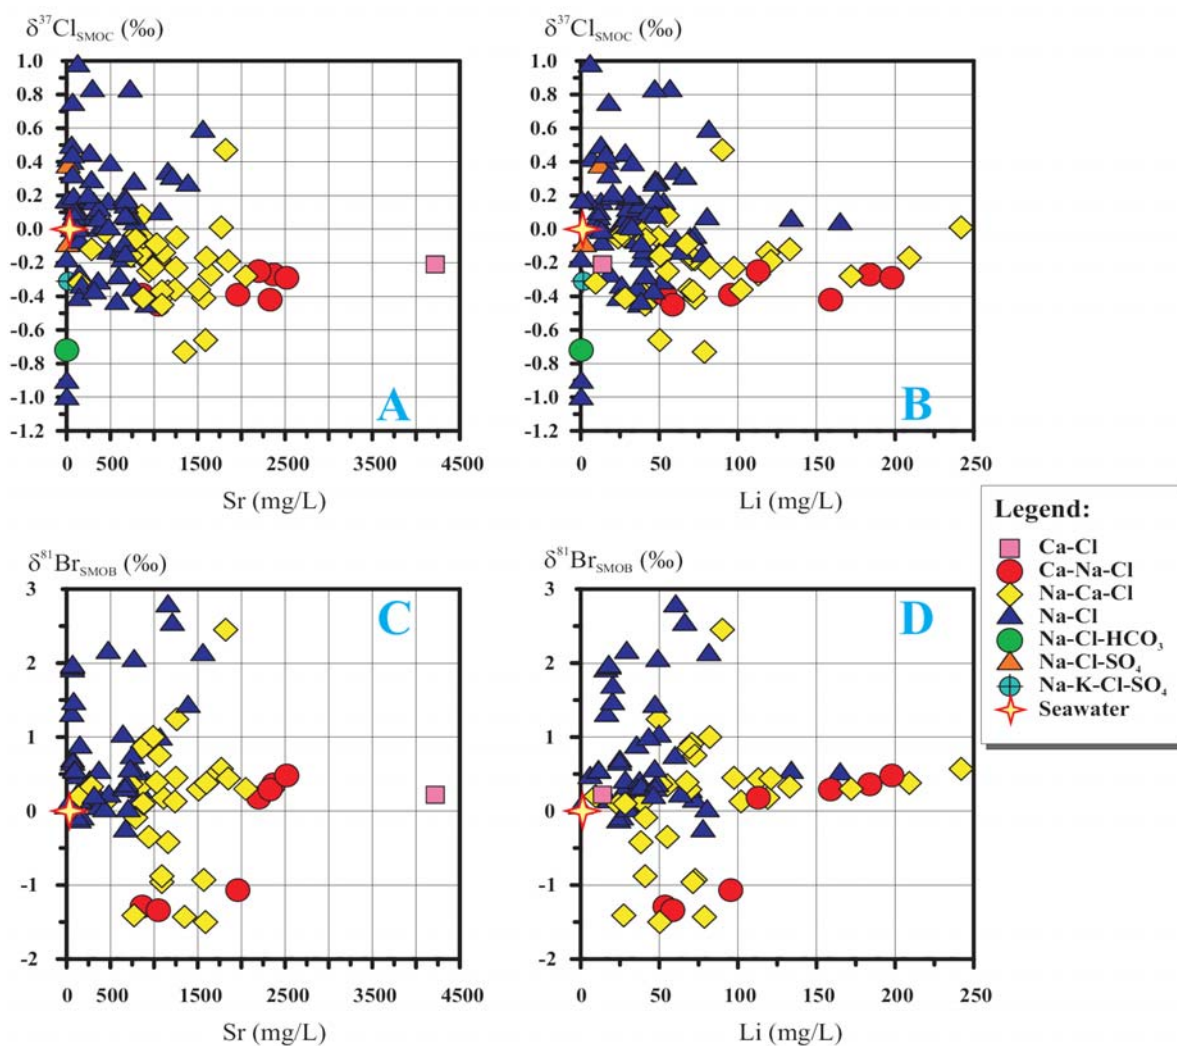 δ³⁷Cl_SMOC (‰)
1.0
0.8
0.6
0.4
0.2
0.0
-0.2
-0.4
-0.6
-0.8
-1.0
-1.2
A
0 500 1500 2500 3500 4500
Sr (mg/L)
δ³⁷Cl_SMOC (‰)
1.0
0.8
0.6
0.4
0.2
0.0
-0.2
-0.4
-0.6
-0.8
-1.0
-1.2
B
0 50 100 150 200 250
Li (mg/L)
Legend:
Ca-Cl
Ca-Na-Cl
Na-Ca-Cl
Na-Cl
Na-Cl-HCO₃
Na-Cl-SO₄
Na-K-Cl-SO₄
Seawater
δ⁸¹Br_SMOB (‰)
3
2
1
0
-1
-2
C
0 500 1500 2500 3500 4500
Sr (mg/L)
δ⁸¹Br_SMOB (‰)
3
2
1
0
-1
-2
D
0 50 100 150 200 250
Li (mg/L)